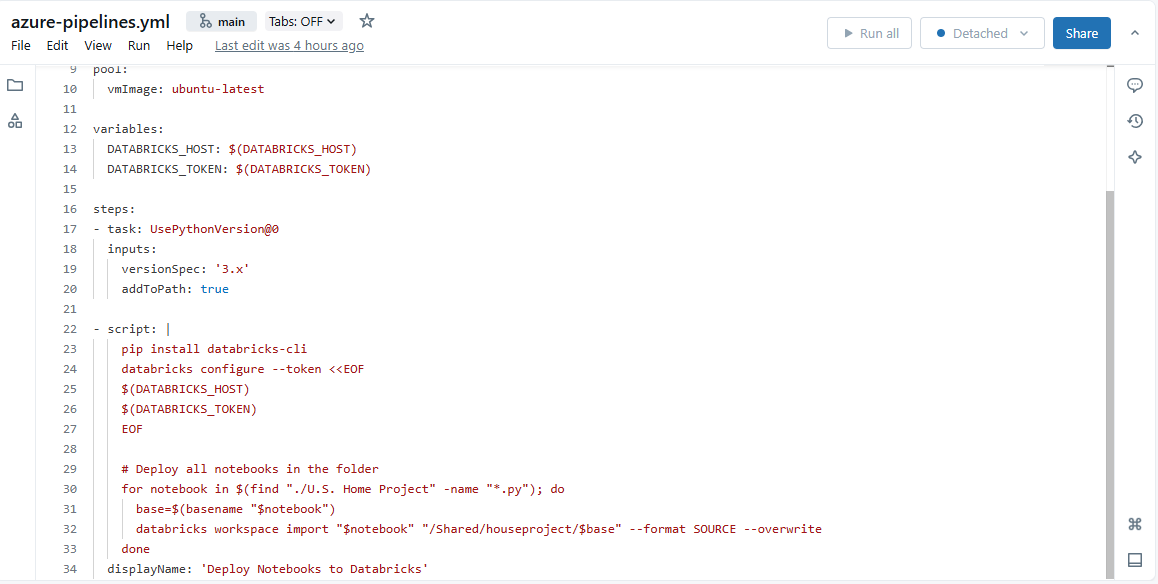 azure-pipelines.yml main Tabs: OFF
File Edit View Run Help Last edit was 4 hours ago
Run all Detached Share
9 pool:
10 vmImage: ubuntu-latest
11
12 variables:
13 DATABRICKS_HOST: $(DATABRICKS_HOST)
14 DATABRICKS_TOKEN: $(DATABRICKS_TOKEN)
15
16 steps:
17 - task: UsePythonVersion@0
18 inputs:
19 versionSpec: '3.x'
20 addToPath: true
21
22 - script: |
23 pip install databricks-cli
24 databricks configure --token <<EOF
25 $(DATABRICKS_HOST)
26 $(DATABRICKS_TOKEN)
27 EOF
28
29 # Deploy all notebooks in the folder
30 for notebook in $(find "./U.S. Home Project" -name "*.py"); do
31 base=$(basename "$notebook")
32 databricks workspace import "$notebook" "/Shared/houseproject/$base" --format SOURCE --overwrite
33 done
34 displayName: 'Deploy Notebooks to Databricks'